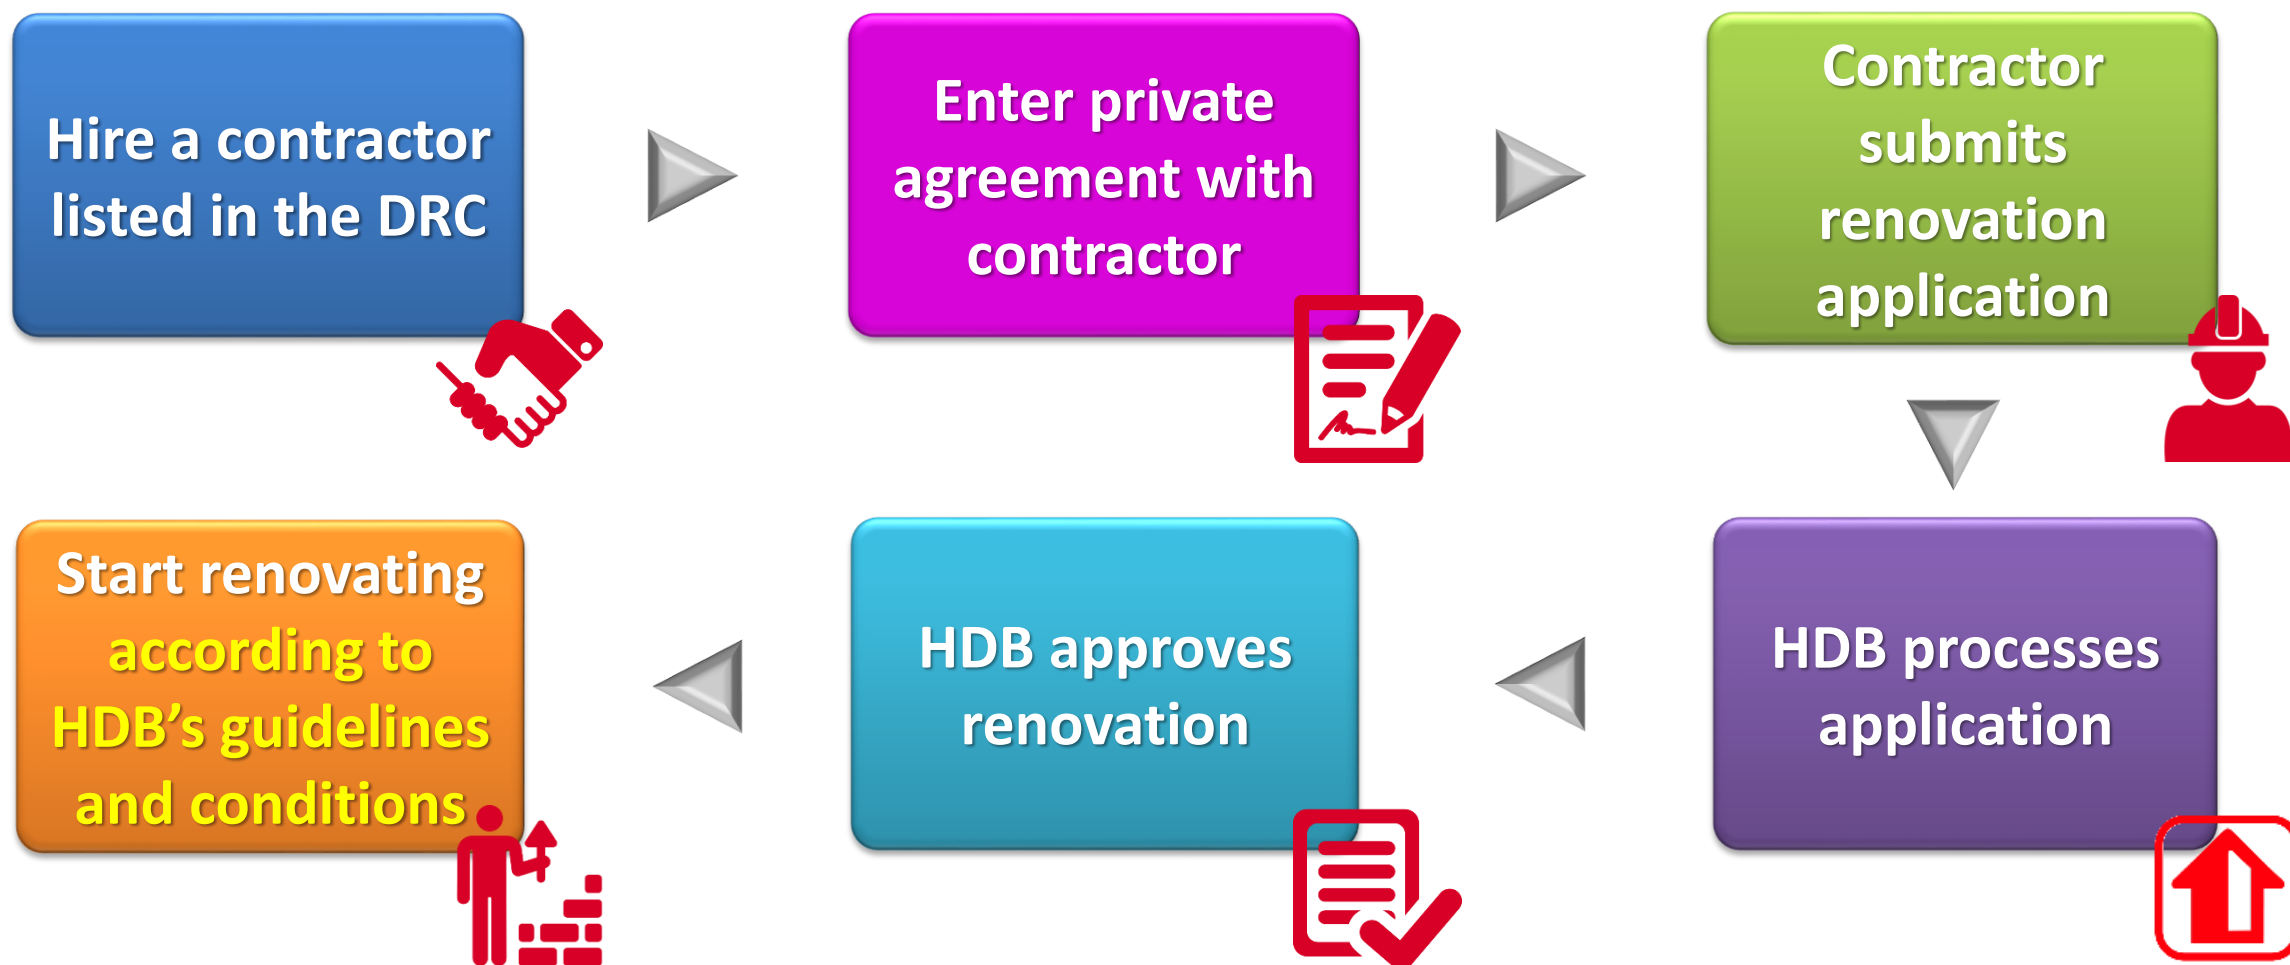 Hire a contractor
listed in the DRC
Enter private
agreement with
contractor
Contractor
submits
renovation
application
HDB processes
application
HDB approves
renovation
Start renovating
according to
HDB’s guidelines
and conditions